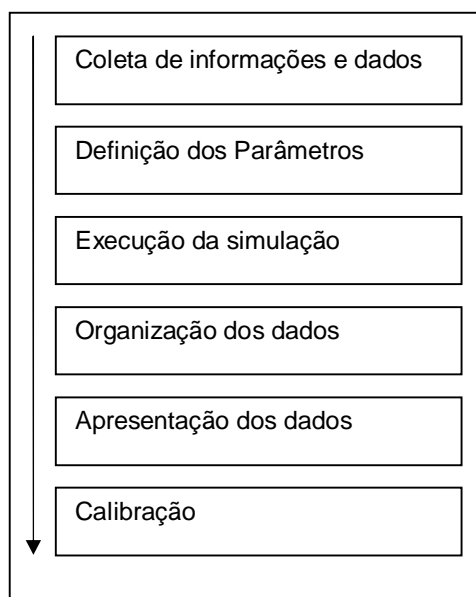 Coleta de informações e dados
Definição dos Parâmetros
Execução da simulação
Organização dos dados
Apresentação dos dados
Calibração